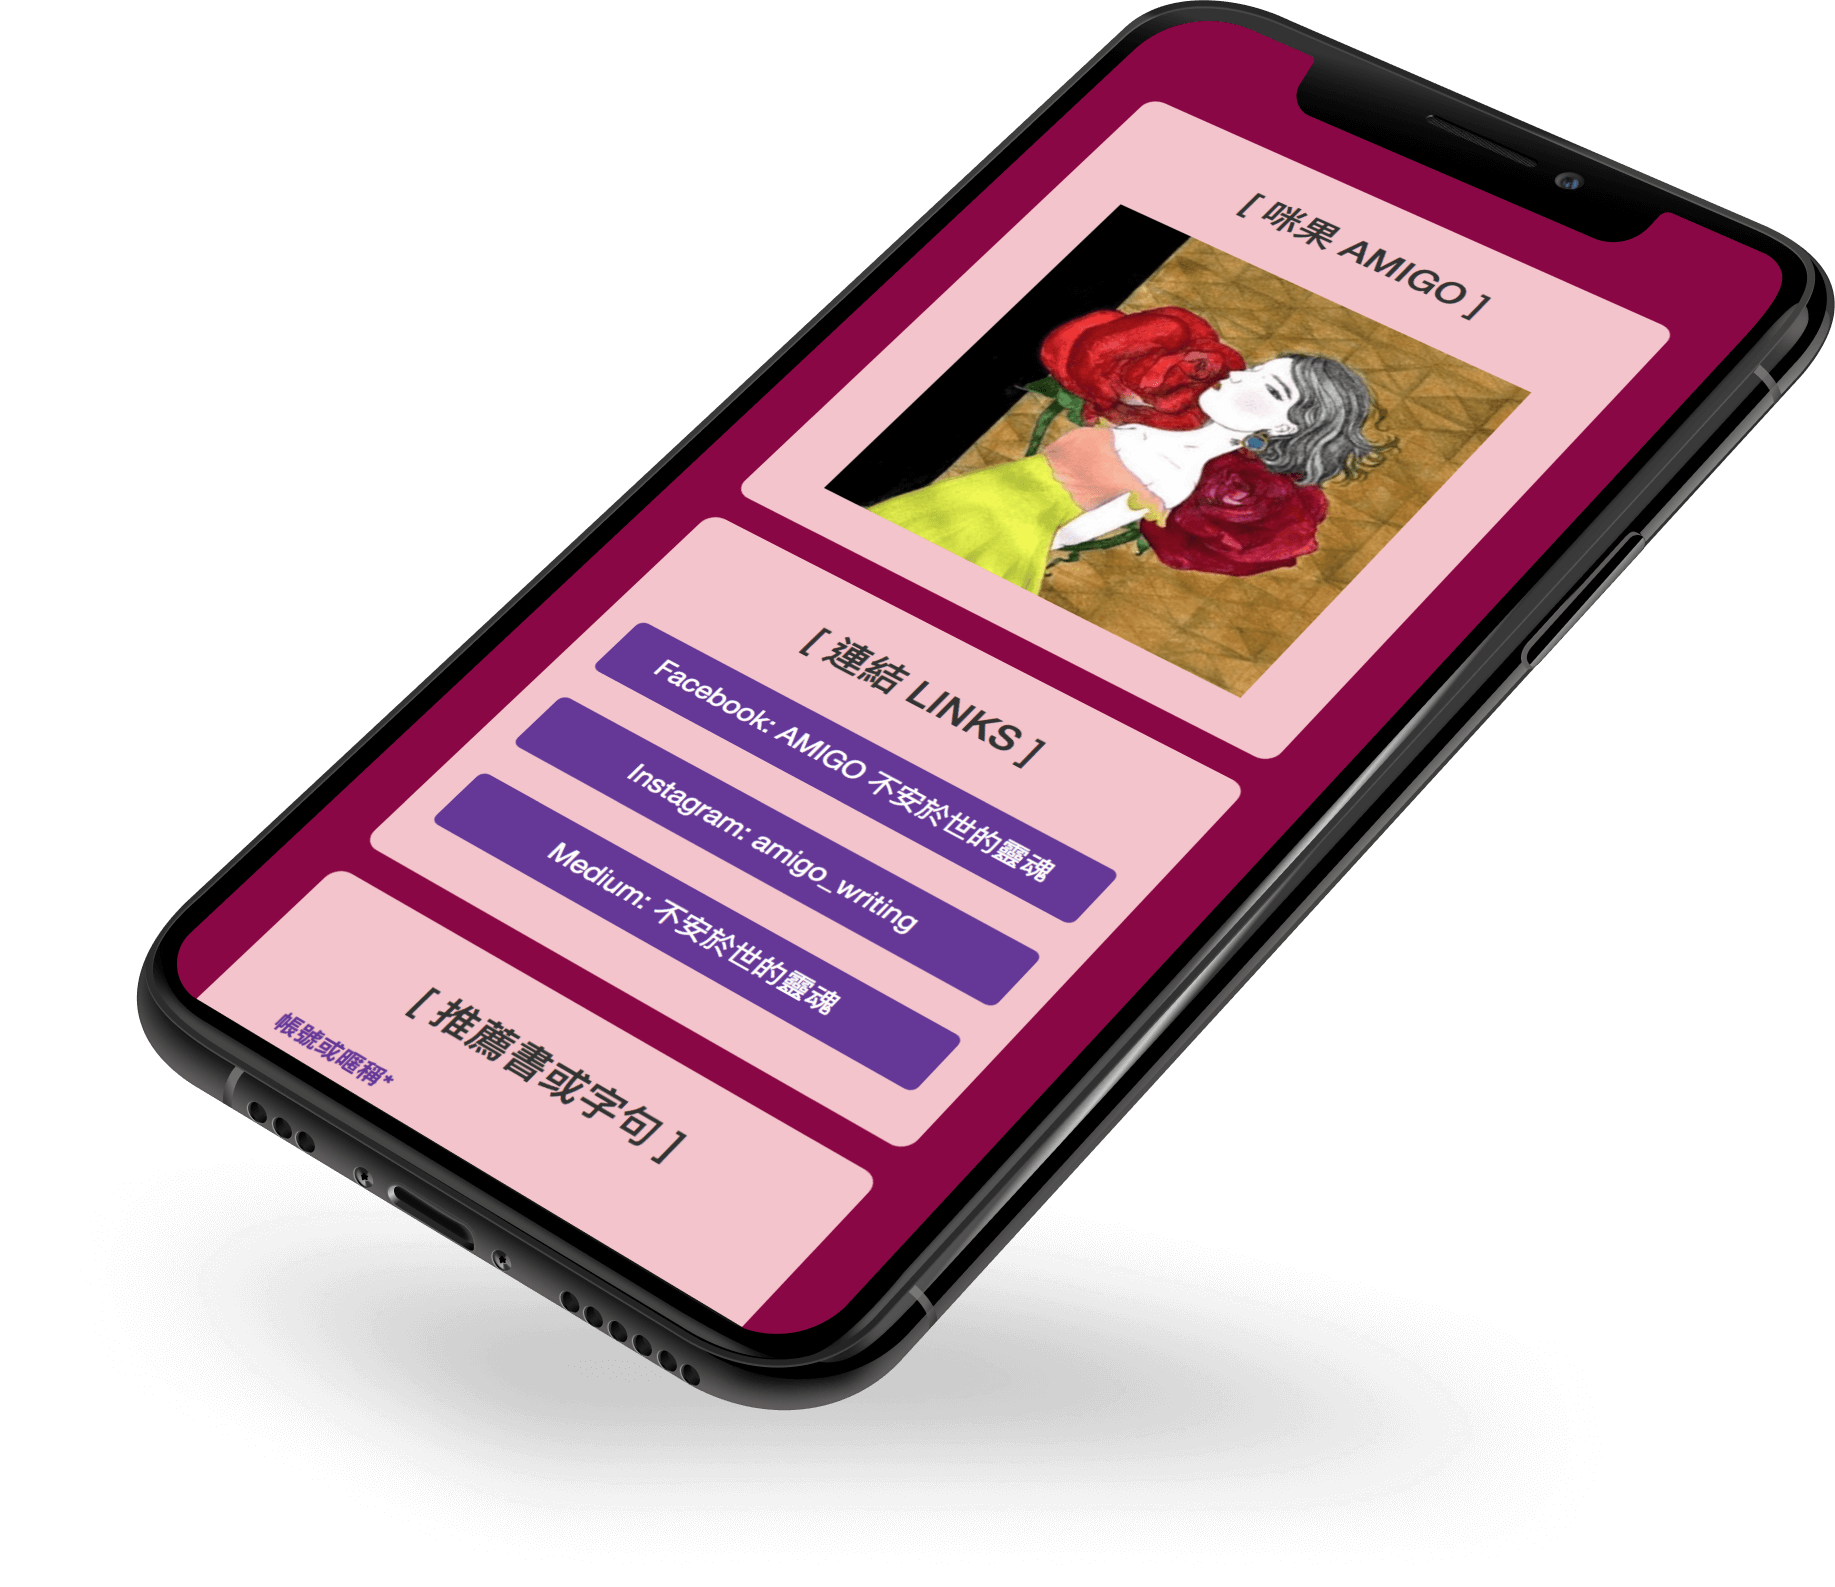 [ 咪果 AMIGO ]
[ 連結 LINKS ]
Facebook: AMIGO 不安於世的靈魂
Instagram: amigo_writing
Medium: 不安於世的靈魂
[ 推薦書或字句 ]
帳號或暱稱*